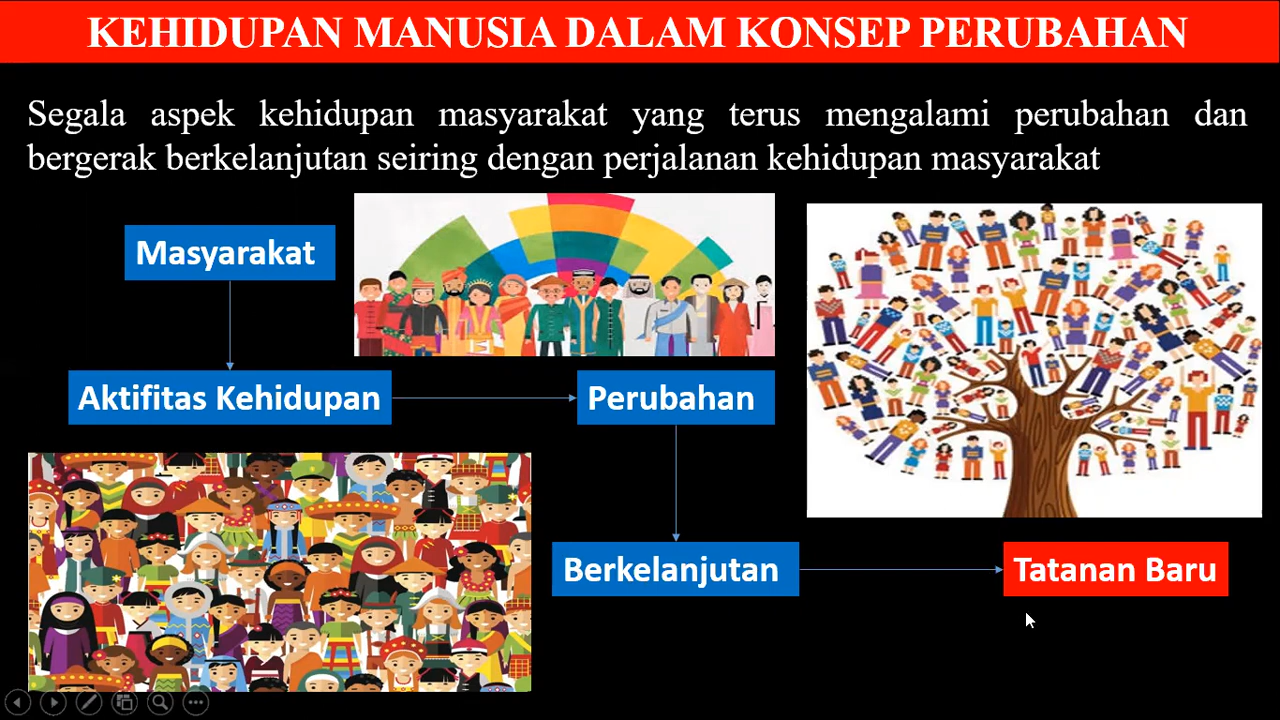 KEHIDUPAN MANUSIA DALAM KONSEP PERUBAHAN
Segala aspek kehidupan masyarakat yang terus mengalami perubahan dan
bergerak berkelanjutan seiring dengan perjalanan kehidupan masyarakat
Masyarakat
Aktifitas Kehidupan
Perubahan
Berkelanjutan
Tatanan Baru